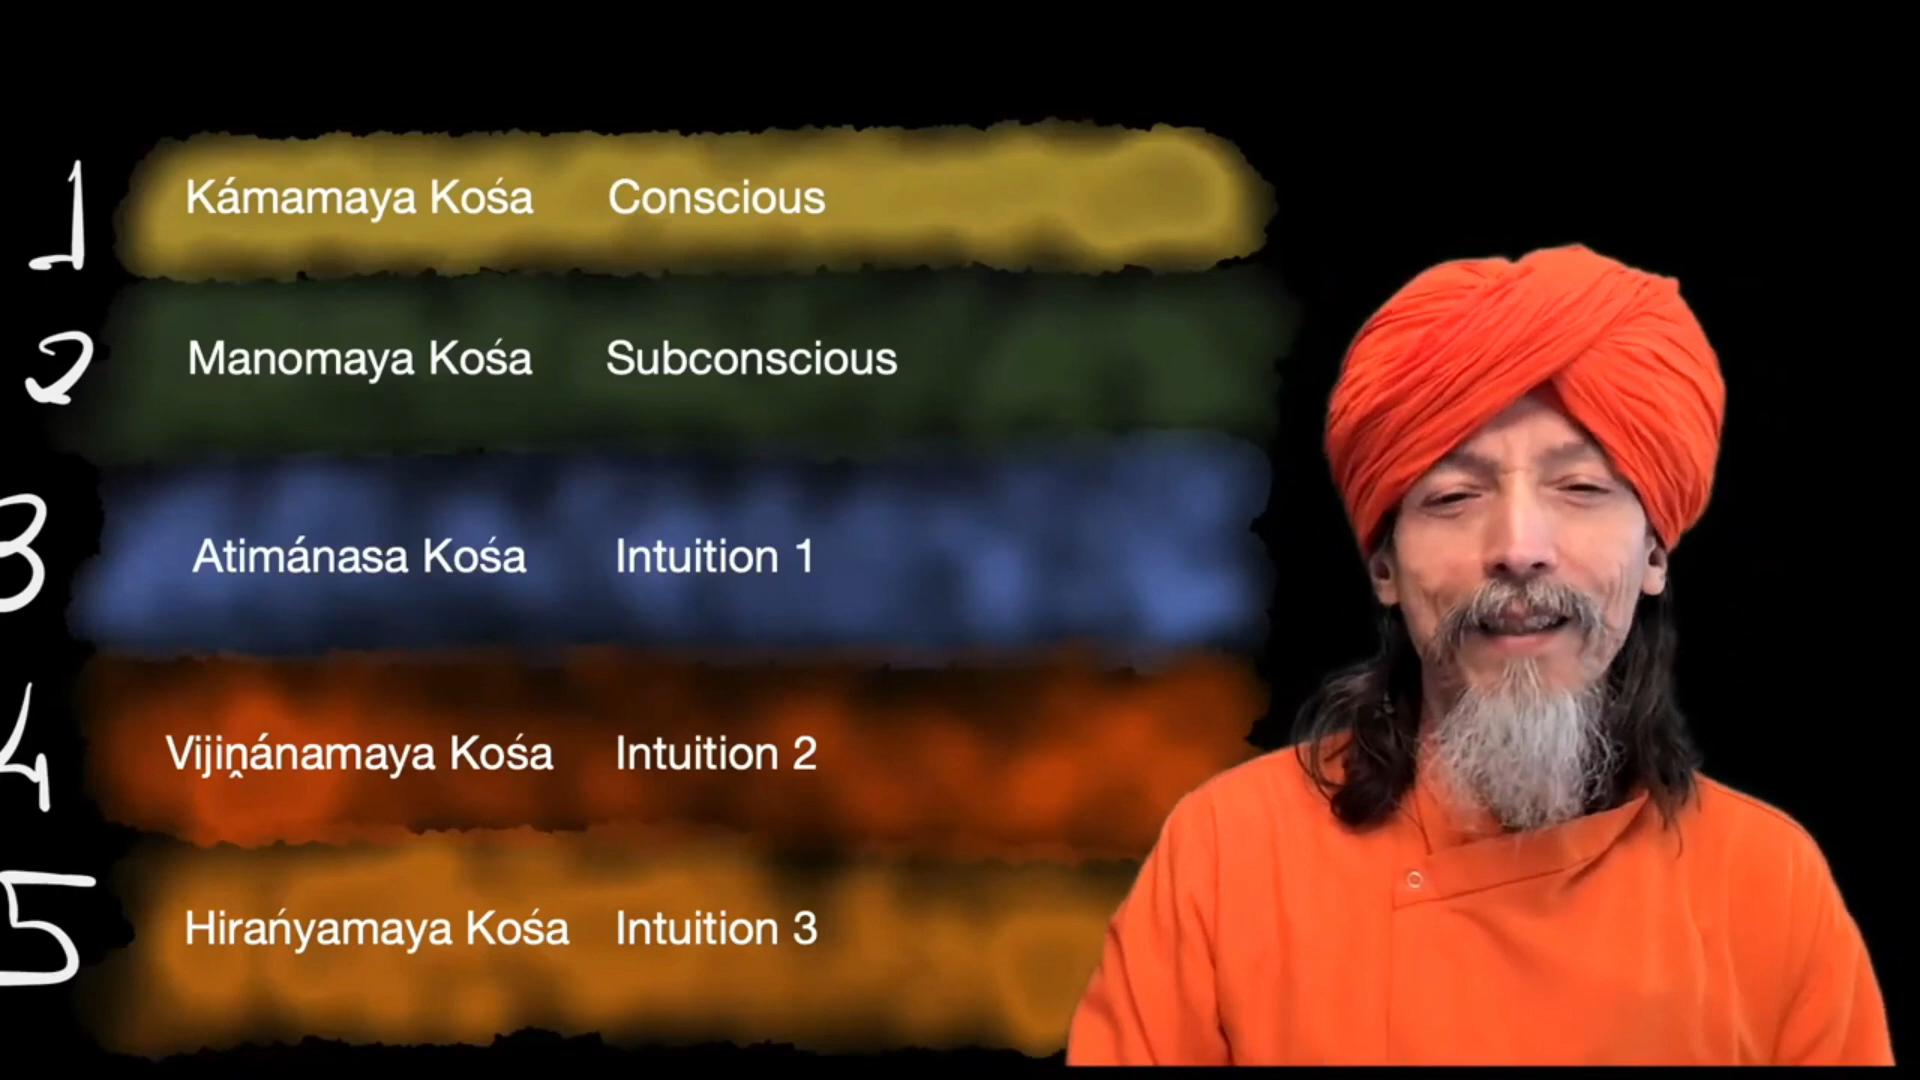 1 Kámamaya Kośa Conscious
2 Manomaya Kośa Subconscious
3 Atimánasa Kośa Intuition 1
4 Vijiṋánamaya Kośa Intuition 2
5 Hirańyamaya Kośa Intuition 3